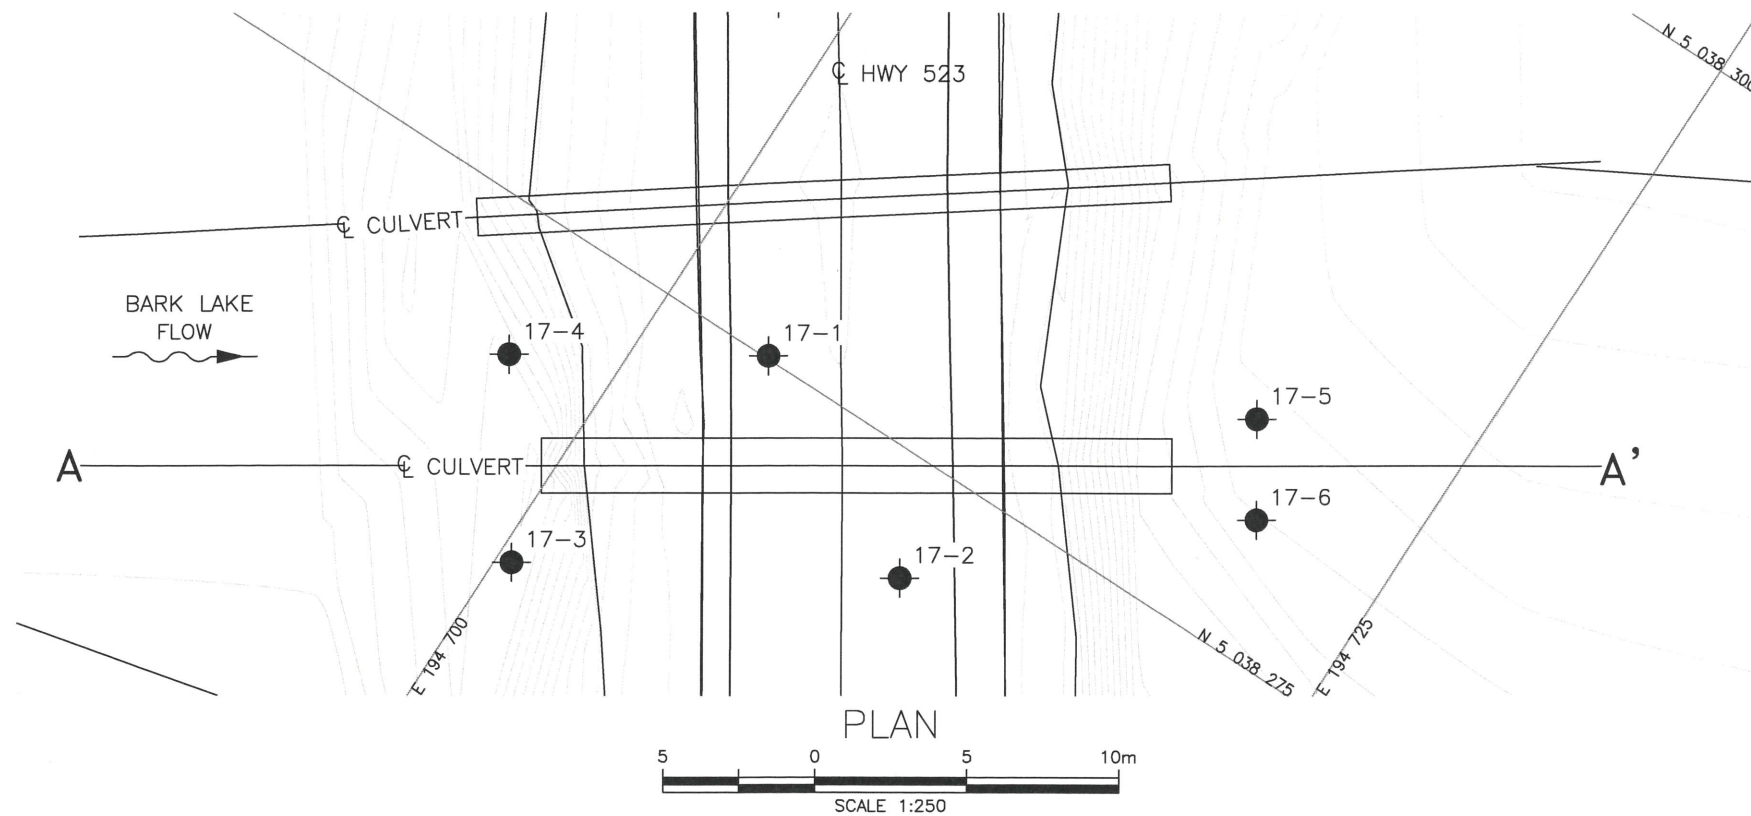 ℄ HWY 523
N 5 038 300
℄ CULVERT
BARK LAKE
FLOW
17-4
17-1
17-5
A
℄ CULVERT
A'
17-6
17-3
17-2
E 194 700
N 5 038 275
E 194 725
PLAN
5 0 5 10m
SCALE 1:250